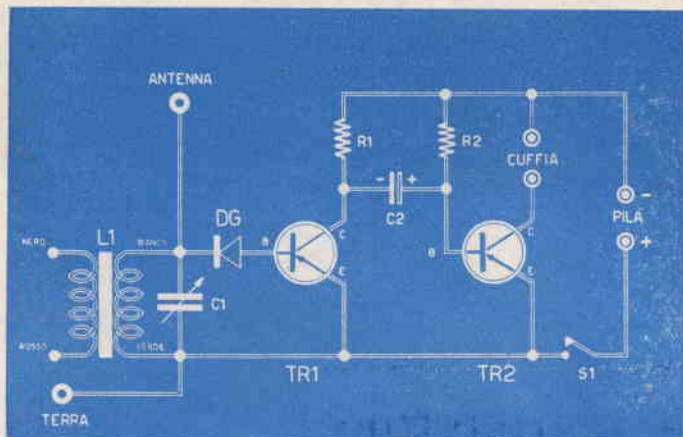 ANTENNA
R1
R2
CUFFIA
-
+
C2
-
PILA
+
DG
C
C
NERO
L1
BIANCO
B
B
C1
E
E
ROSSO
VERDE
TR1
TR2
S1
TERRA